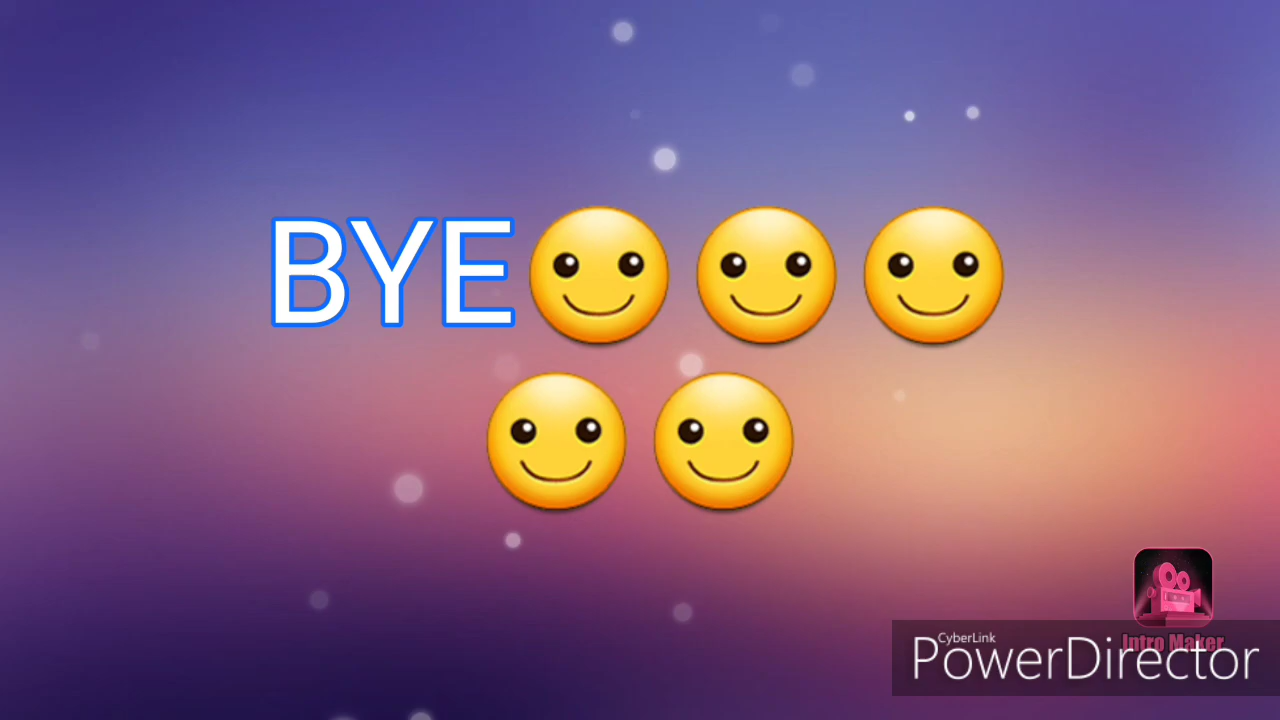 BYE🙂🙂🙂
🙂🙂
Intro Maker
CyberLink
PowerDirector